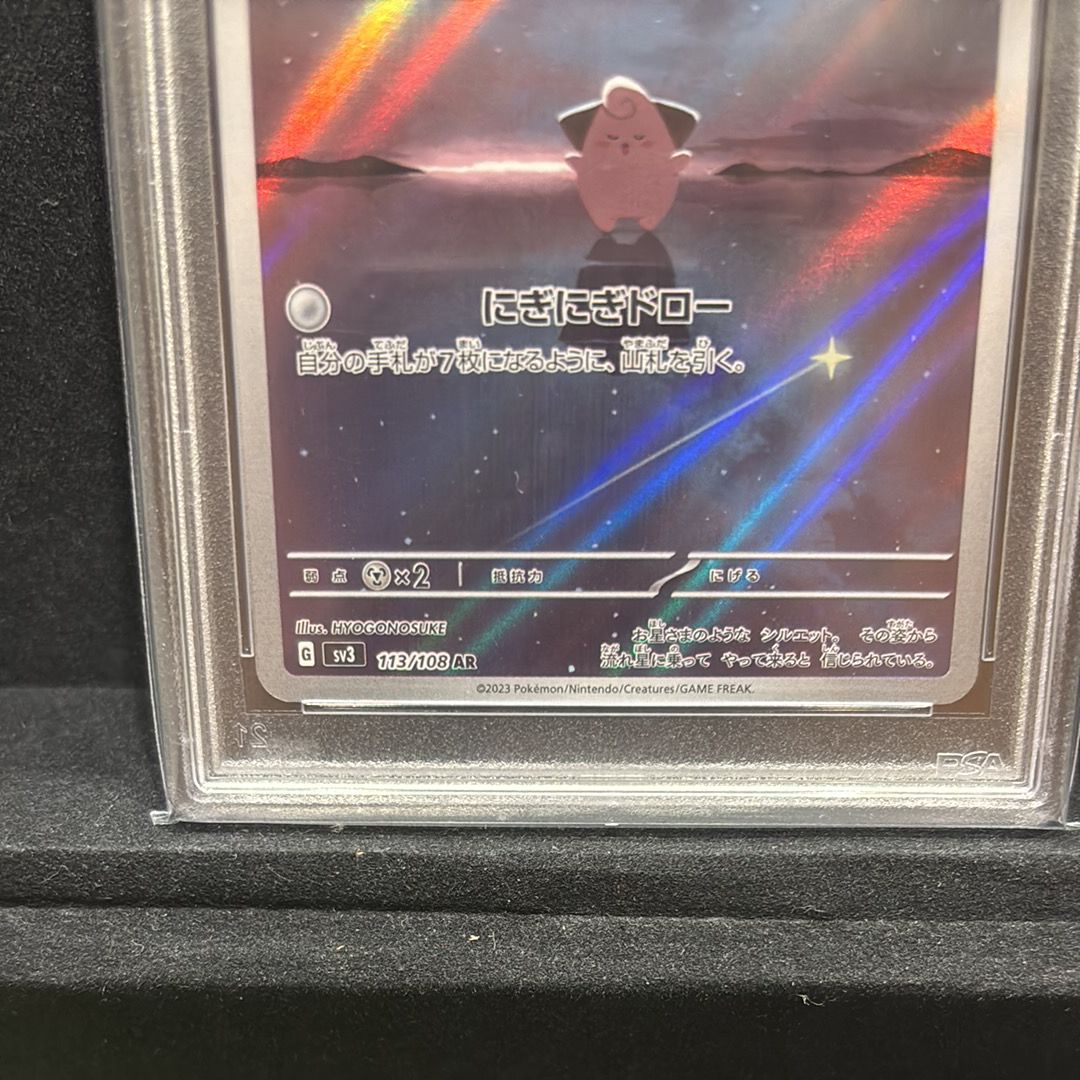 にぎにぎドロー
自分の手札が7枚になるように、山札を引く。
弱点 ×2 抵抗力 にげる
Illus. HYOGONOSUKE
お星さまのような シルエット。 その姿から
流れ星に乗って やって来ると 信じられている。
G sv3 113/108 AR
©2023 Pokémon/Nintendo/Creatures/GAME FREAK.
21
PSA